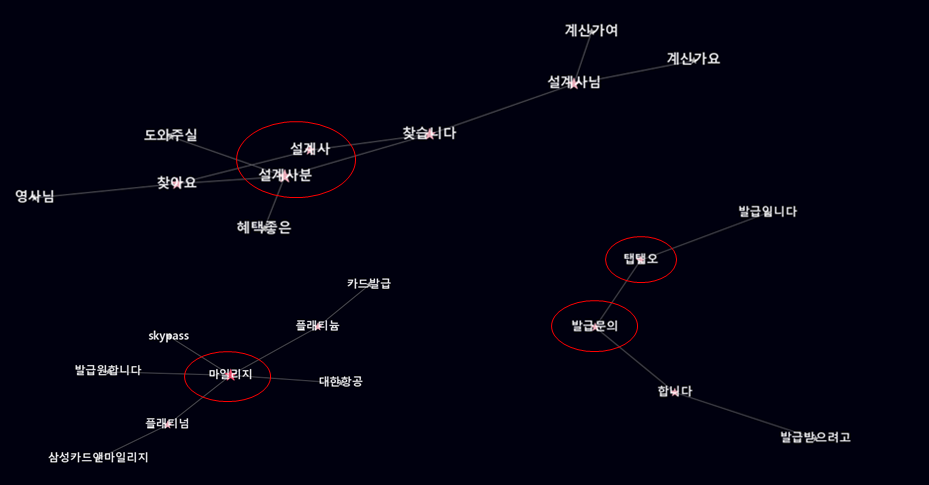 계신가여
계신가요
설계사님
도와주실
찾습니다
설계사
설계사분
찾아요
영사님
혜택좋은
발급입니다
탭텔오
카드발급
플래티늄
발급문의
skypass
발급원합니다
마일리지
대한항공
합니다
플래티넘
발급받으려고
삼성카드앤마일리지